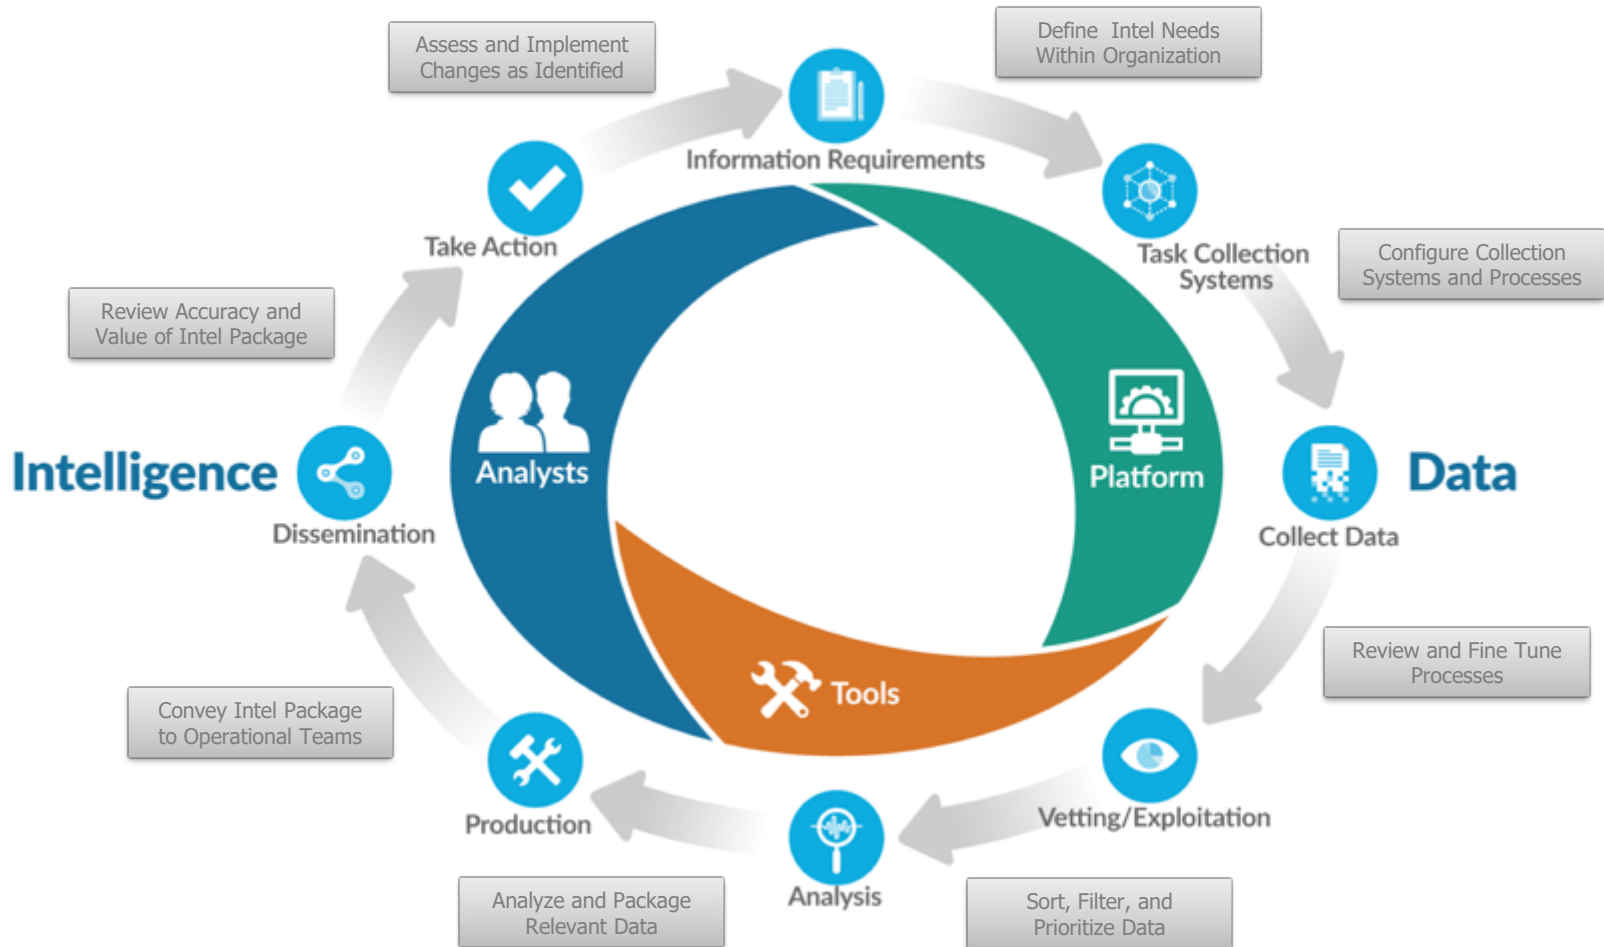 Assess and Implement
Changes as Identified
Define Intel Needs
Within Organization
Information Requirements
Take Action
Task Collection
Systems
Configure Collection
Systems and Processes
Review Accuracy and
Value of Intel Package
Analysts
Platform
Intelligence
Data
Dissemination
Collect Data
Review and Fine Tune
Processes
Tools
Convey Intel Package
to Operational Teams
Production
Vetting/Exploitation
Analysis
Analyze and Package
Relevant Data
Sort, Filter, and
Prioritize Data